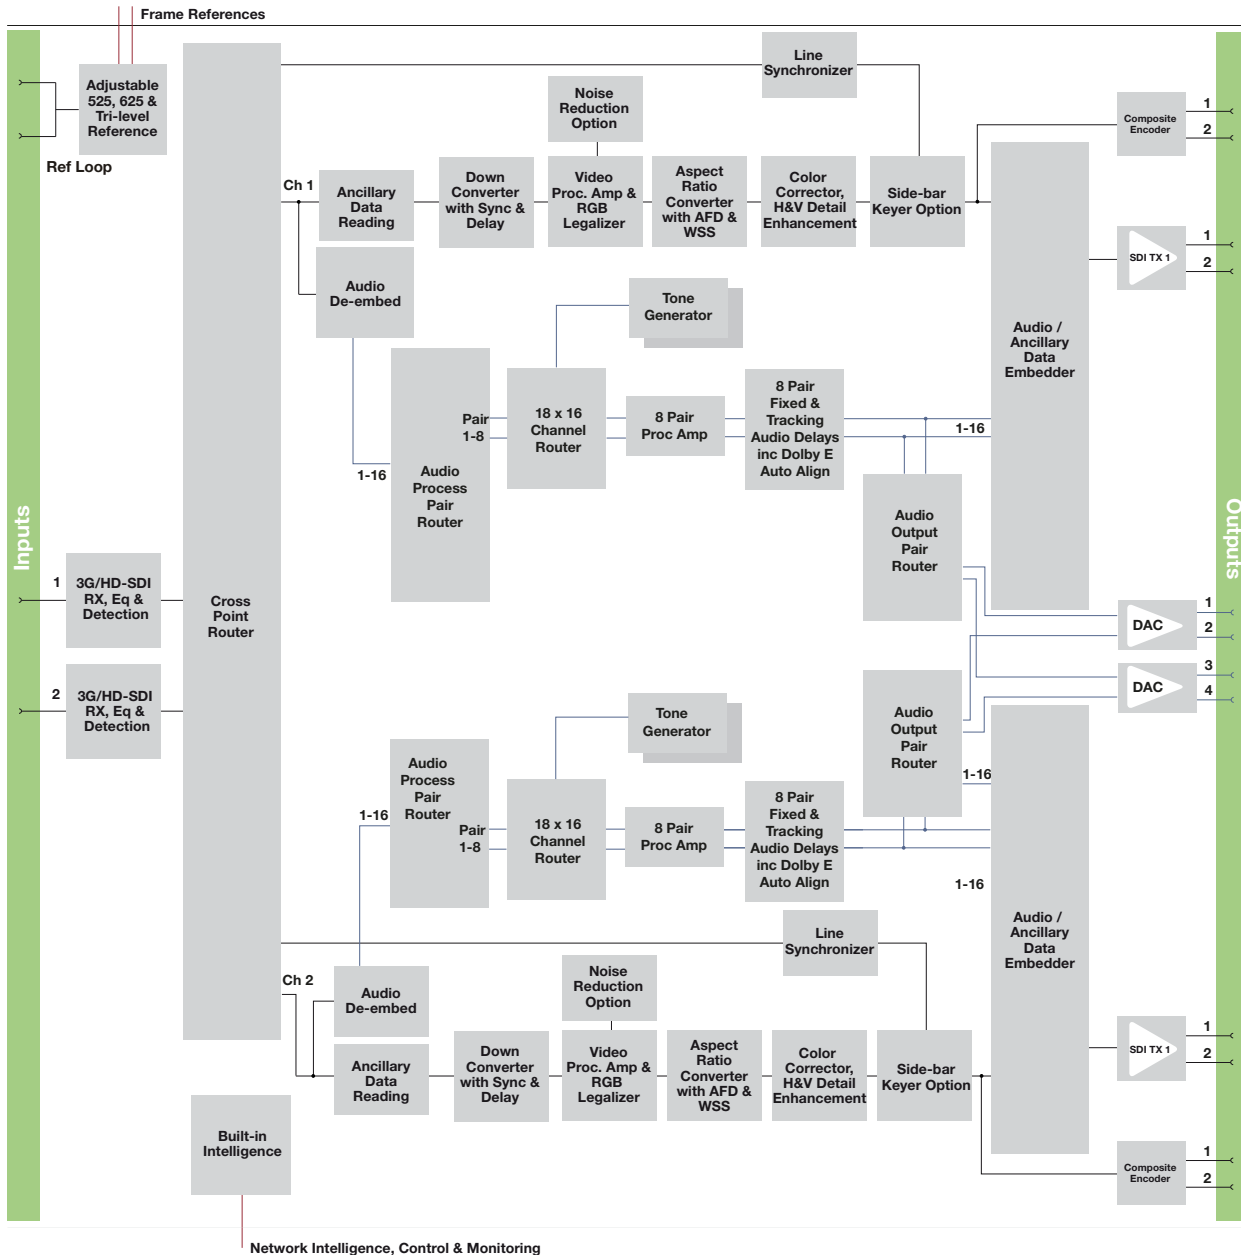 Frame References
Adjustable
525, 625 &
Tri-level
Reference
Ref Loop
Line
Synchronizer
Noise
Reduction
Option
Composite
Encoder
1
2
Ch 1
Ancillary
Data
Reading
Down
Converter
with Sync &
Delay
Video
Proc. Amp &
RGB
Legalizer
Aspect
Ratio
Converter
with AFD &
WSS
Color
Corrector,
H&V Detail
Enhancement
Side-bar
Keyer Option
SDI TX 1
1
2
Audio
De-embed
Tone
Generator
Audio /
Ancillary
Data
Embedder
Pair
1-8
18 x 16
Channel
Router
8 Pair
Proc Amp
8 Pair
Fixed &
Tracking
Audio Delays
inc Dolby E
Auto Align
1-16
1-16
Audio
Process
Pair
Router
Audio
Output
Pair
Router
Inputs
Outputs
1
3G/HD-SDI
RX, Eq &
Detection
Cross
Point
Router
DAC
1
2
2
3G/HD-SDI
RX, Eq &
Detection
DAC
3
4
Tone
Generator
Audio
Output
Pair
Router
1-16
Audio
Process
Pair
Router
1-16
Pair
1-8
18 x 16
Channel
Router
8 Pair
Proc Amp
8 Pair
Fixed &
Tracking
Audio Delays
inc Dolby E
Auto Align
1-16
Audio /
Ancillary
Data
Embedder
Line
Synchronizer
Ch 2
Audio
De-embed
Noise
Reduction
Option
Ancillary
Data
Reading
Down
Converter
with Sync &
Delay
Video
Proc. Amp &
RGB
Legalizer
Aspect
Ratio
Converter
with AFD &
WSS
Color
Corrector,
H&V Detail
Enhancement
Side-bar
Keyer Option
SDI TX 1
1
2
Built-in
Intelligence
Composite
Encoder
1
2
Network Intelligence, Control & Monitoring